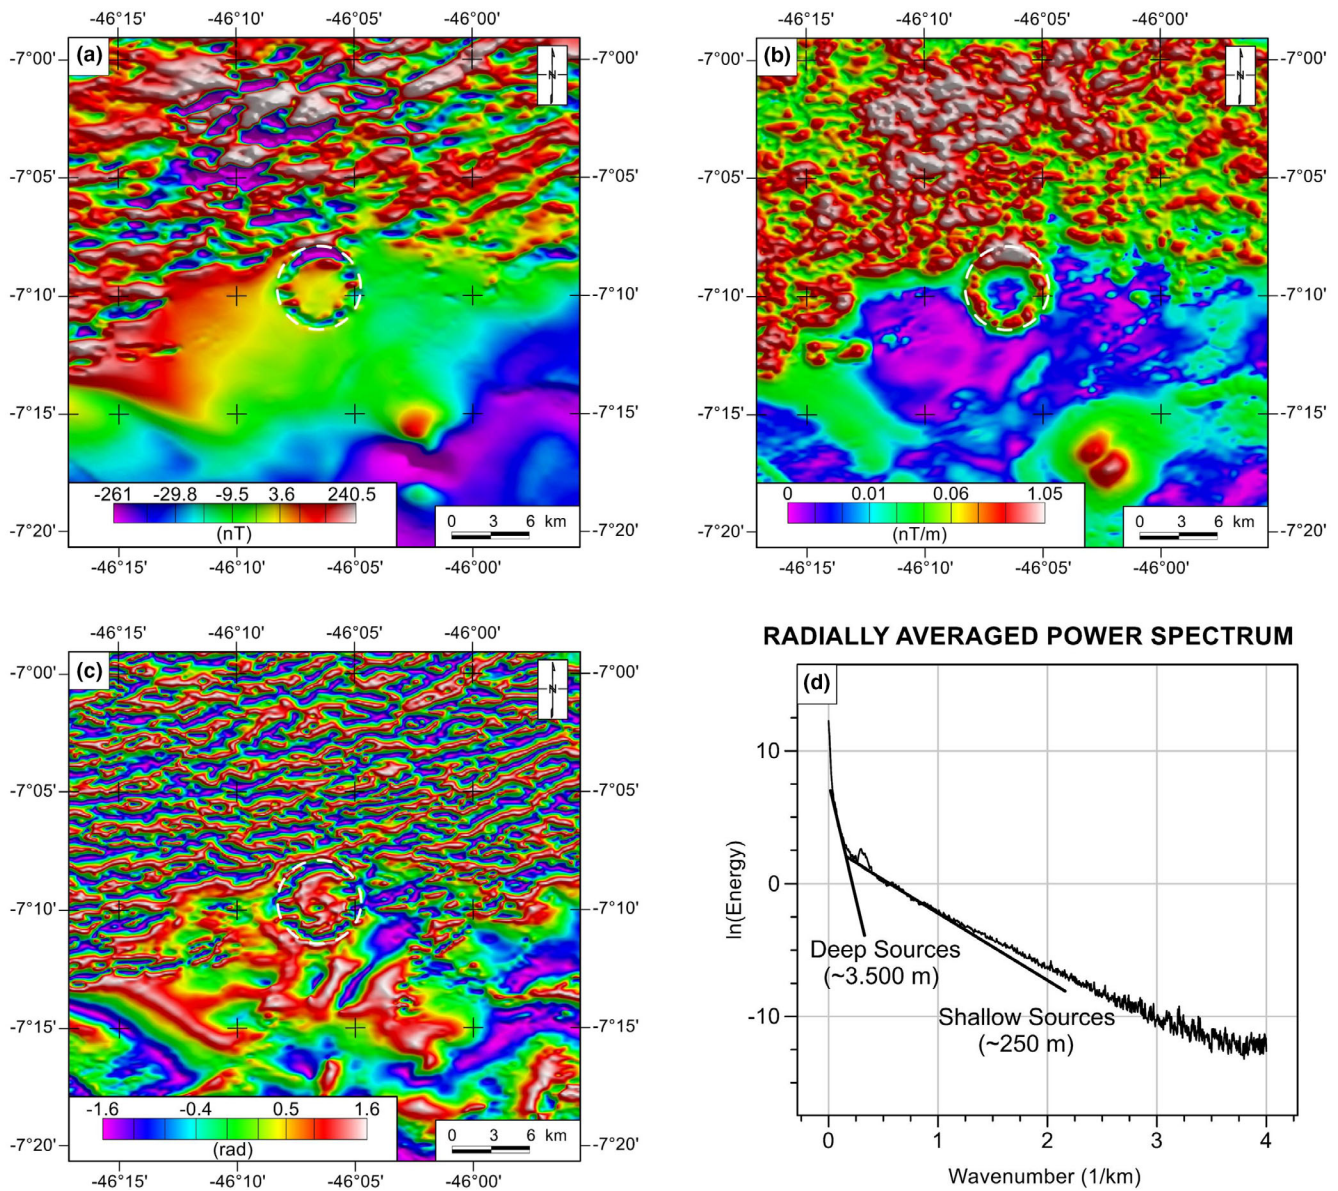 -46°15' -46°10' -46°05' -46°00'
(a)
N
-7°00' -7°00'
-7°05' -7°05'
-7°10' -7°10'
-7°15' -7°15'
-7°20' -7°20'
-261 -29.8 -9.5 3.6 240.5
(nT)
0 3 6 km
-46°15' -46°10' -46°05' -46°00'
-46°15' -46°10' -46°05' -46°00'
(b)
N
-7°00' -7°00'
-7°05' -7°05'
-7°10' -7°10'
-7°15' -7°15'
-7°20' -7°20'
0 0.01 0.06 1.05
(nT/m)
0 3 6 km
-46°15' -46°10' -46°05' -46°00'
-46°15' -46°10' -46°05' -46°00'
(c)
N
-7°00' -7°00'
-7°05' -7°05'
-7°10' -7°10'
-7°15' -7°15'
-7°20' -7°20'
-1.6 -0.4 0.5 1.6
(rad)
0 3 6 km
-46°15' -46°10' -46°05' -46°00'
RADIALLY AVERAGED POWER SPECTRUM
(d)
10
0
-10
ln(Energy)
Deep Sources
(~3.500 m)
Shallow Sources
(~250 m)
0 1 2 3 4
Wavenumber (1/km)